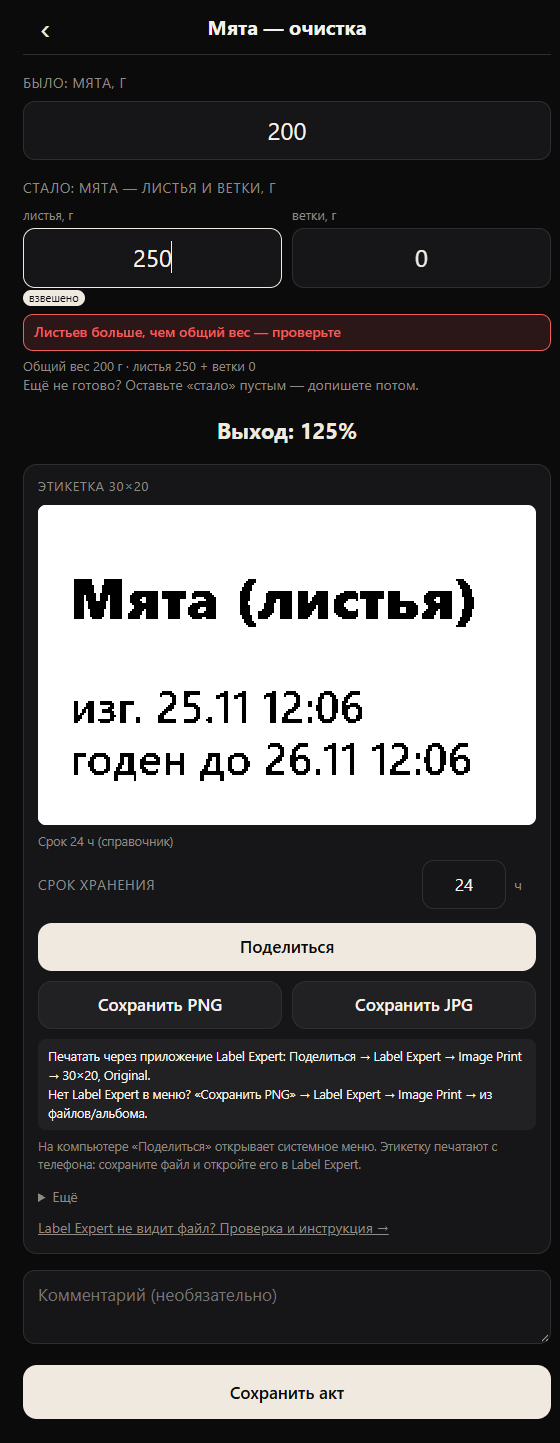 ‹
Мята — очистка
БЫЛО: МЯТА, Г
200
СТАЛО: МЯТА — ЛИСТЬЯ И ВЕТКИ, Г
листья, г
ветки, г
250
0
взвешено
Листьев больше, чем общий вес — проверьте
Общий вес 200 г · листья 250 + ветки 0
Ещё не готово? Оставьте «стало» пустым — допишете потом.
Выход: 125%
ЭТИКЕТКА 30×20
Мята (листья)
изг. 25.11 12:06
годен до 26.11 12:06
Срок 24 ч (справочник)
СРОК ХРАНЕНИЯ
24
ч
Поделиться
Сохранить PNG
Сохранить JPG
Печатать через приложение Label Expert: Поделиться → Label Expert → Image Print
→ 30×20, Original.
Нет Label Expert в меню? «Сохранить PNG» → Label Expert → Image Print → из
файлов/альбома.
На компьютере «Поделиться» открывает системное меню. Этикетку печатают с
телефона: сохраните файл и откройте его в Label Expert.
▶ Ещё
Label Expert не видит файл? Проверка и инструкция →
Комментарий (необязательно)
Сохранить акт